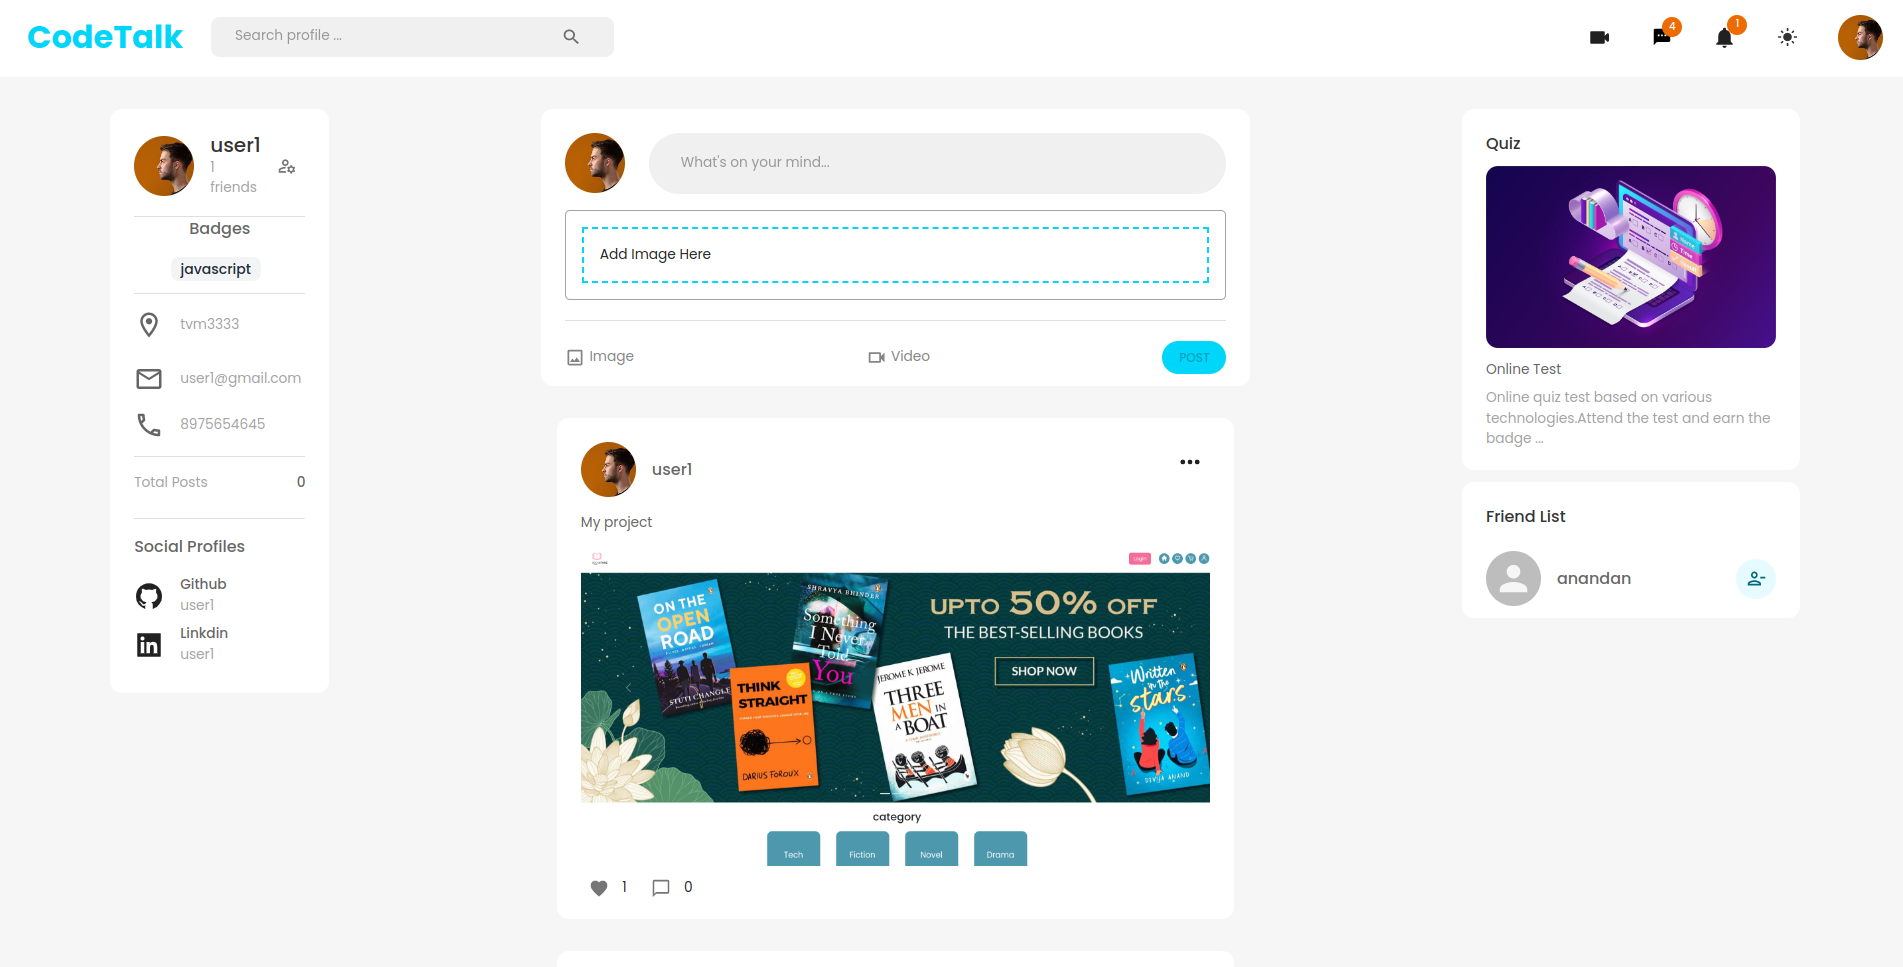 CodeTalk
Search profile ...
4
1
user1
1
friends
Badges
javascript
tvm3333
user1@gmail.com
8975654645
Total Posts 0
Social Profiles
Github
user1
Linkdin
user1
What's on your mind...
Add Image Here
Image
Video
POST
user1
My project
Login
ON THE
OPEN
ROAD
STUTI CHANGLE
SHRAVYA BHINDER
Something
I Never
Told
You
THINK
STRAIGHT
DARIUS FOROUX
JEROME K JEROME
THREE
MEN IN
A BOAT
UPTO 50% OFF
THE BEST-SELLING BOOKS
SHOP NOW
Written
in the
stars
DIVIJA ANAND
category
Tech
Fiction
Novel
Drama
1
0
Quiz
Online Test
Online quiz test based on various
technologies.Attend the test and earn the
badge ...
Friend List
anandan